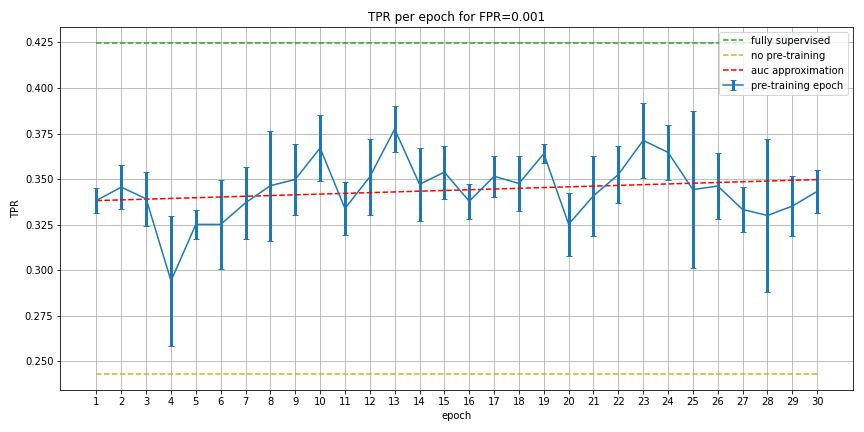 TPR per epoch for FPR=0.001
fully supervised
no pre-training
auc approximation
pre-training epoch
TPR
0.425
0.400
0.375
0.350
0.325
0.300
0.275
0.250
1 2 3 4 5 6 7 8 9 10 11 12 13 14 15 16 17 18 19 20 21 22 23 24 25 26 27 28 29 30
epoch